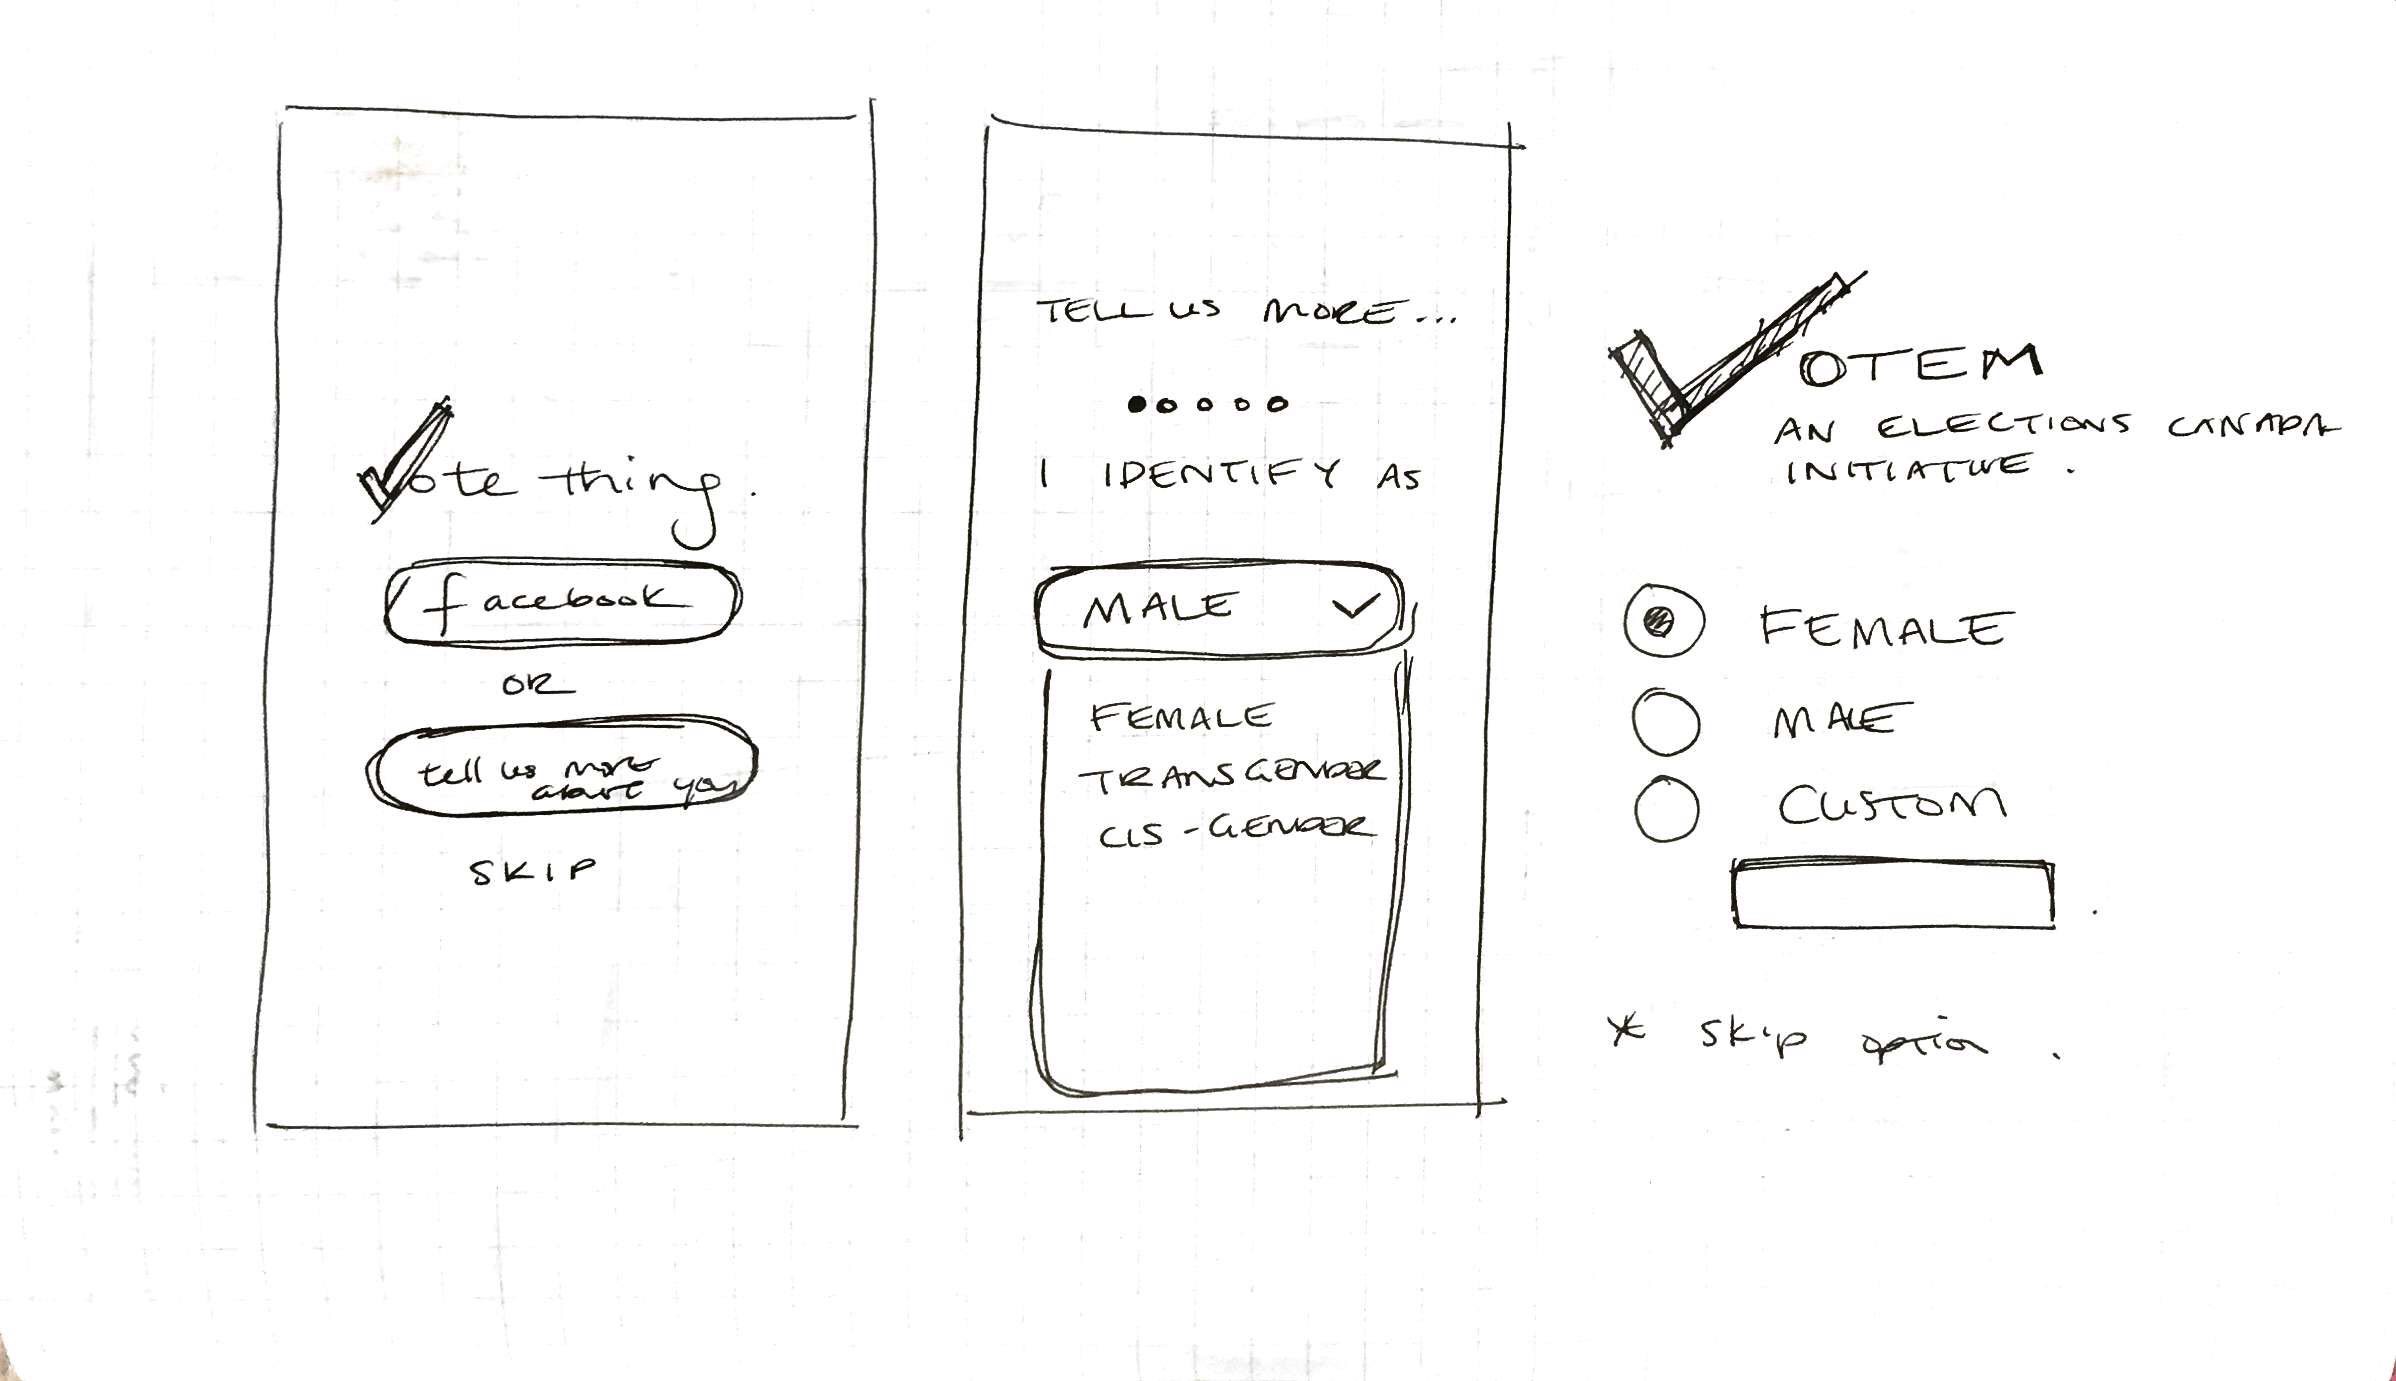 Vote thing.
facebook
OR
tell us more
about you
SKIP
TELL US MORE...
I IDENTIFY AS
MALE
FEMALE
TRANSGENDER
CIS-GENDER
VOTEM
AN ELECTIONS CANADA
INITIATIVE.
FEMALE
MALE
CUSTOM
* skip option.